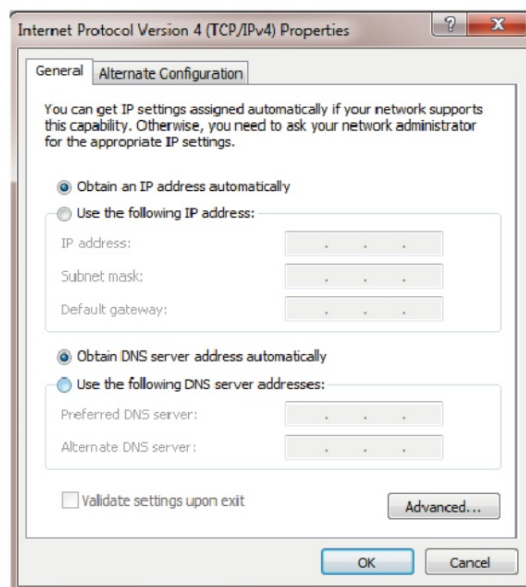 Internet Protocol Version 4 (TCP/IPv4) Properties
General
Alternate Configuration
You can get IP settings assigned automatically if your network supports
this capability. Otherwise, you need to ask your network administrator
for the appropriate IP settings.
Obtain an IP address automatically
Use the following IP address:
IP address:
Subnet mask:
Default gateway:
Obtain DNS server address automatically
Use the following DNS server addresses:
Preferred DNS server:
Alternate DNS server:
Validate settings upon exit
Advanced...
OK
Cancel